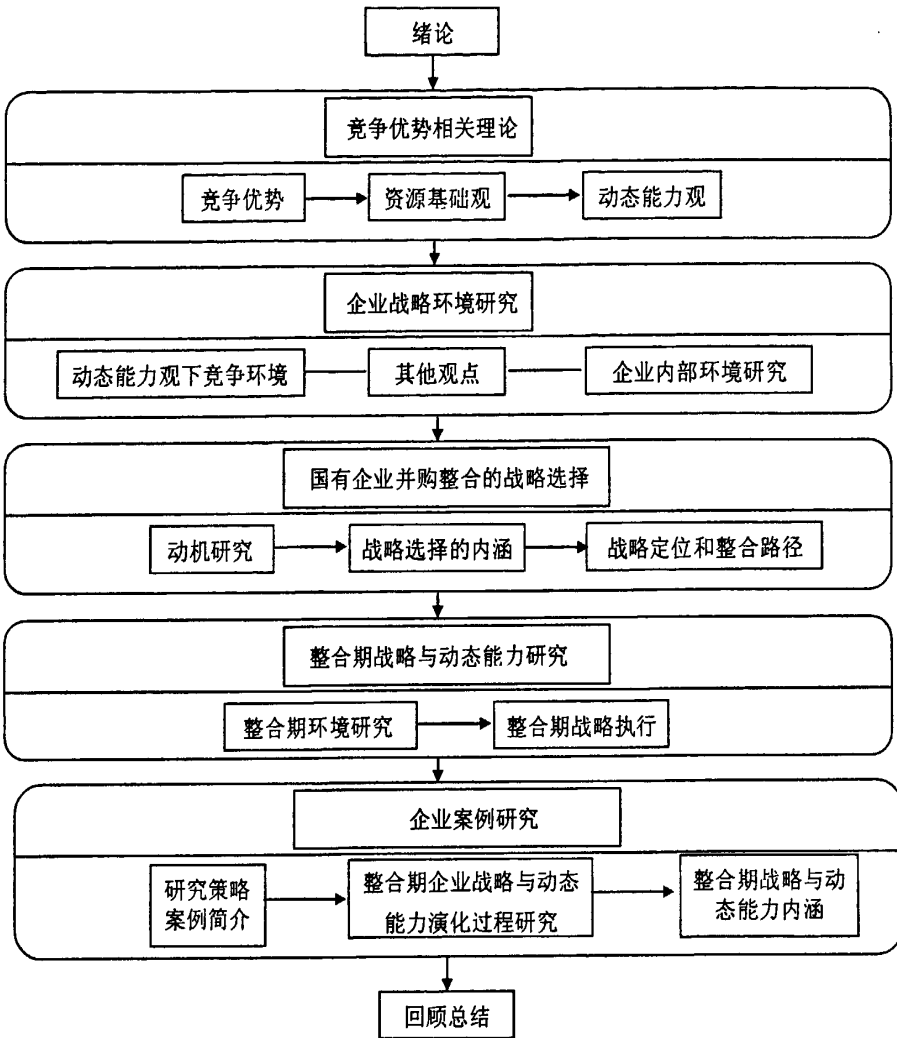 绪论
竞争优势相关理论
竞争优势
资源基础观
动态能力观
企业战略环境研究
动态能力观下竞争环境
其他观点
企业内部环境研究
国有企业并购整合的战略选择
动机研究
战略选择的内涵
战略定位和整合路径
整合期战略与动态能力研究
整合期环境研究
整合期战略执行
企业案例研究
研究策略
案例简介
整合期企业战略与动态
能力演化过程研究
整合期战略与动
态能力内涵
回顾总结